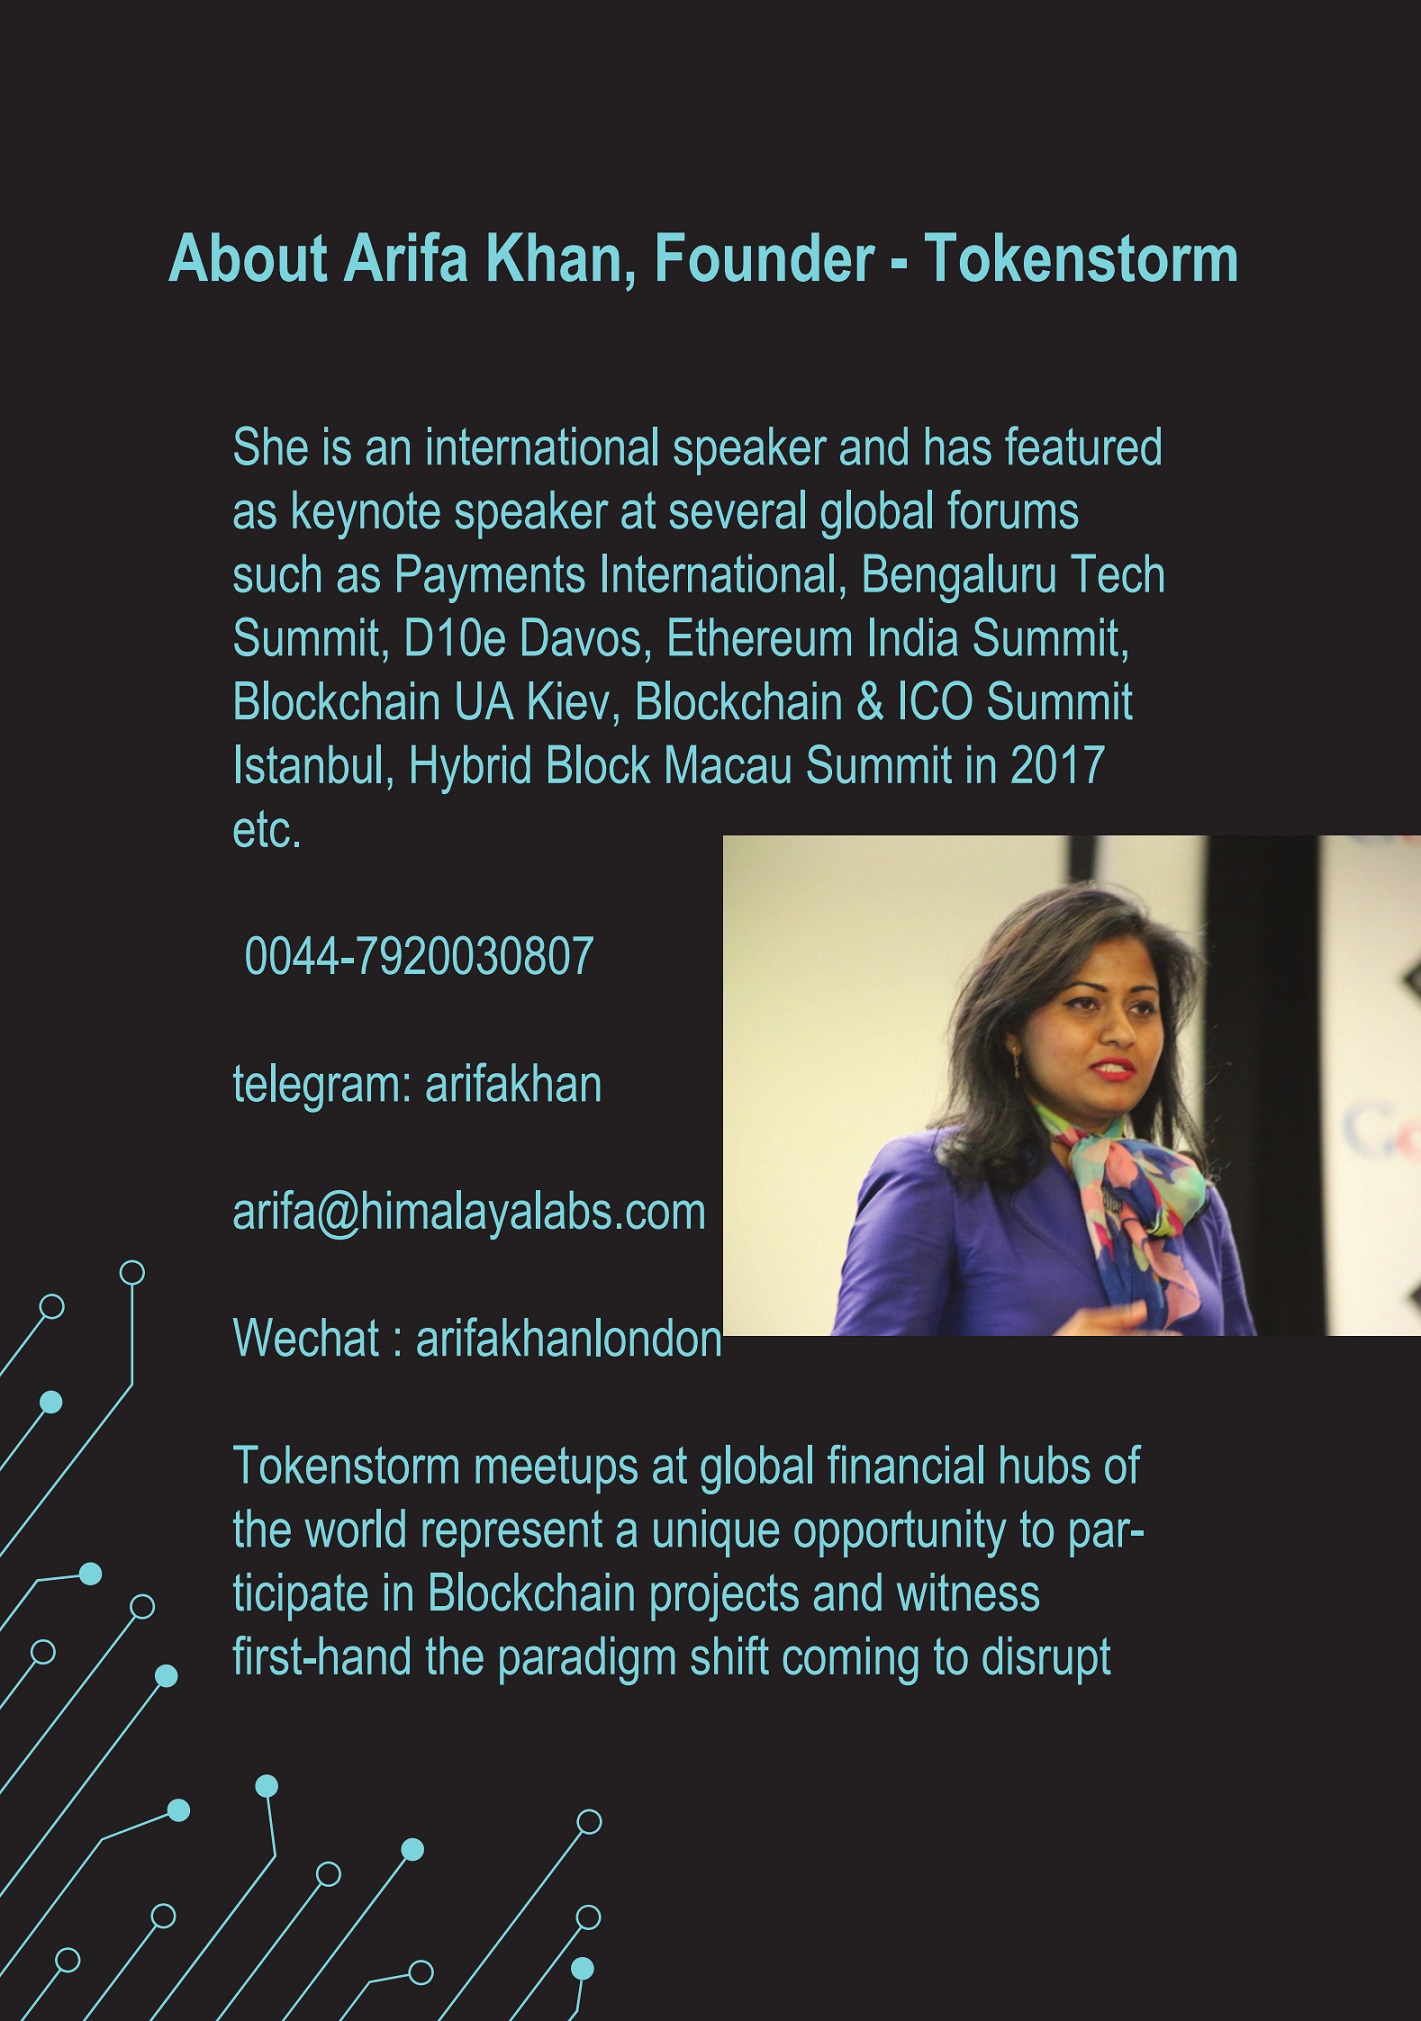 About Arifa Khan, Founder - Tokenstorm
She is an international speaker and has featured
as keynote speaker at several global forums
such as Payments International, Bengaluru Tech
Summit, D10e Davos, Ethereum India Summit,
Blockchain UA Kiev, Blockchain & ICO Summit
Istanbul, Hybrid Block Macau Summit in 2017
etc.
0044-7920030807
telegram: arifakhan
arifa@himalayalabs.com
Wechat : arifakhanlondon
Tokenstorm meetups at global financial hubs of
the world represent a unique opportunity to par-
ticipate in Blockchain projects and witness
first-hand the paradigm shift coming to disrupt